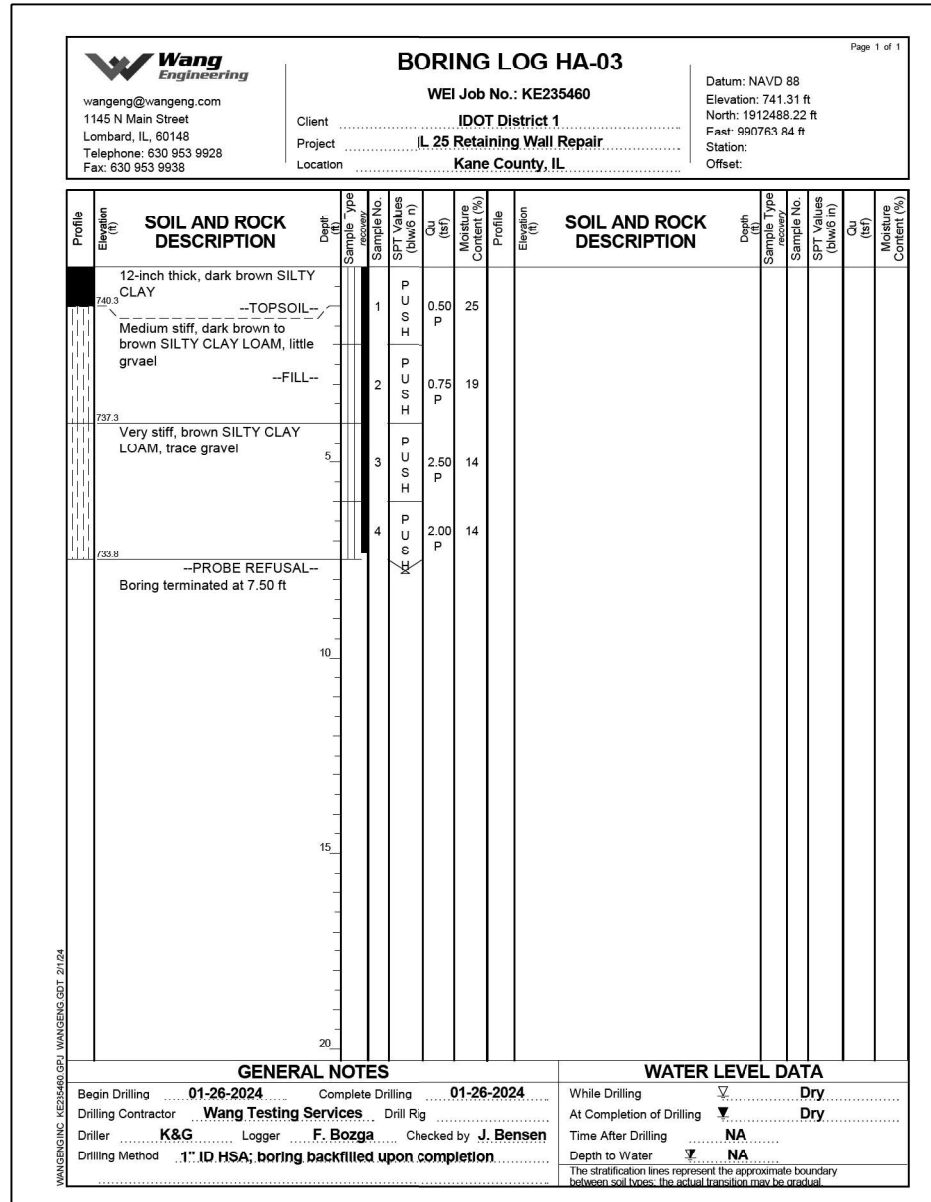 Page 1 of 1
Wang
Engineering
wangeng@wangeng.com
1145 N Main Street
Lombard, IL, 60148
Telephone: 630 953 9928
Fax: 630 953 9938
BORING LOG HA-03
WEI Job No.: KE235460
Client IDOT District 1
Project IL 25 Retaining Wall Repair
Location Kane County, IL
Datum: NAVD 88
Elevation: 741.31 ft
North: 1912488.22 ft
East: 990763.84 ft
Station:
Offset:
Profile
Elevation
(ft)
SOIL AND ROCK
DESCRIPTION
Depth
(ft)
Sample Type
recovery
Sample No.
SPT Values
(blw/6 in)
Qu
(tsf)
Moisture
Content (%)
Profile
Elevation
(ft)
SOIL AND ROCK
DESCRIPTION
Depth
(ft)
Sample Type
recovery
Sample No.
SPT Values
(blw/6 in)
Qu
(tsf)
Moisture
Content (%)
12-inch thick, dark brown SILTY
CLAY
740.3
--TOPSOIL--
1 PUSH 0.50 P 25
Medium stiff, dark brown to
brown SILTY CLAY LOAM, little
grvael
--FILL--
2 PUSH 0.75 P 19
737.3
Very stiff, brown SILTY CLAY
LOAM, trace gravel
5
3 PUSH 2.50 P 14
4 PUSH 2.00 P 14
733.8
--PROBE REFUSAL--
Boring terminated at 7.50 ft
10
15
20
WANGENGINC KE235460.GPJ WANGENG.GDT 2/1/24
GENERAL NOTES
Begin Drilling 01-26-2024 Complete Drilling 01-26-2024
Drilling Contractor Wang Testing Services Drill Rig
Driller K&G Logger F. Bozga Checked by J. Bensen
Drilling Method 1" ID HSA; boring backfilled upon completion
WATER LEVEL DATA
While Drilling Dry
At Completion of Drilling Dry
Time After Drilling NA
Depth to Water NA
The stratification lines represent the approximate boundary
between soil types; the actual transition may be gradual.